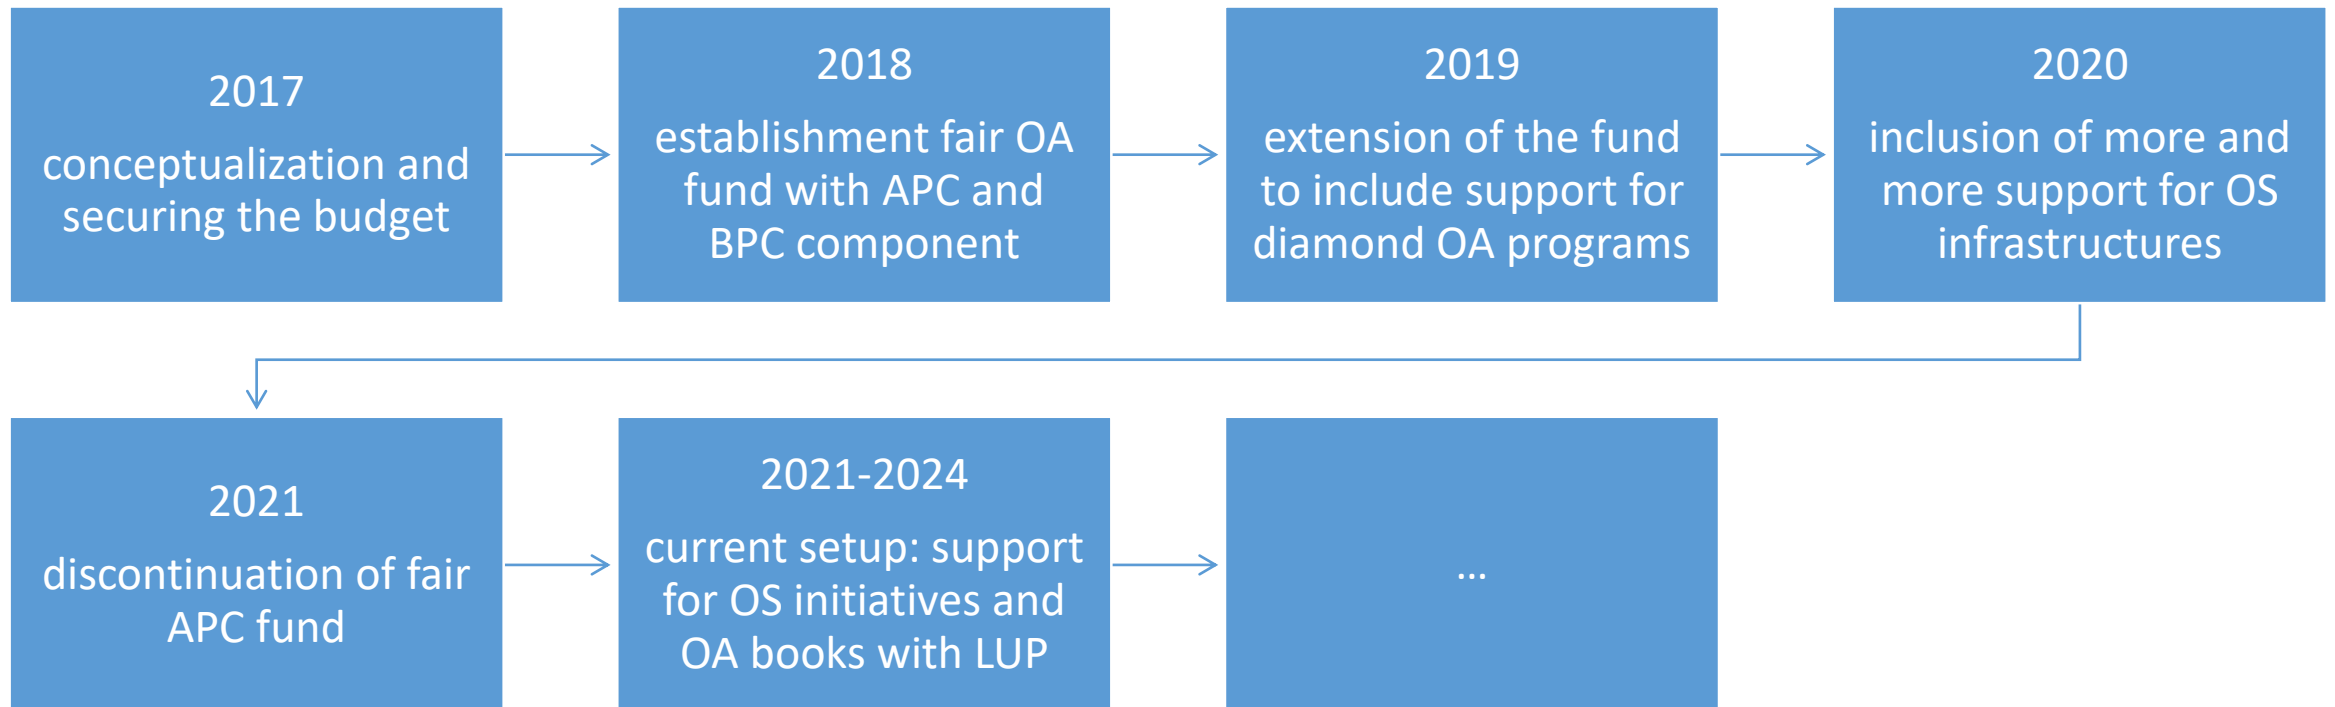 2017
conceptualization and
securing the budget
2018
establishment fair OA
fund with APC and
BPC component
2019
extension of the fund
to include support for
diamond OA programs
2020
inclusion of more and
more support for OS
infrastructures
2021
discontinuation of fair
APC fund
2021-2024
current setup: support
for OS initiatives and
OA books with LUP
...